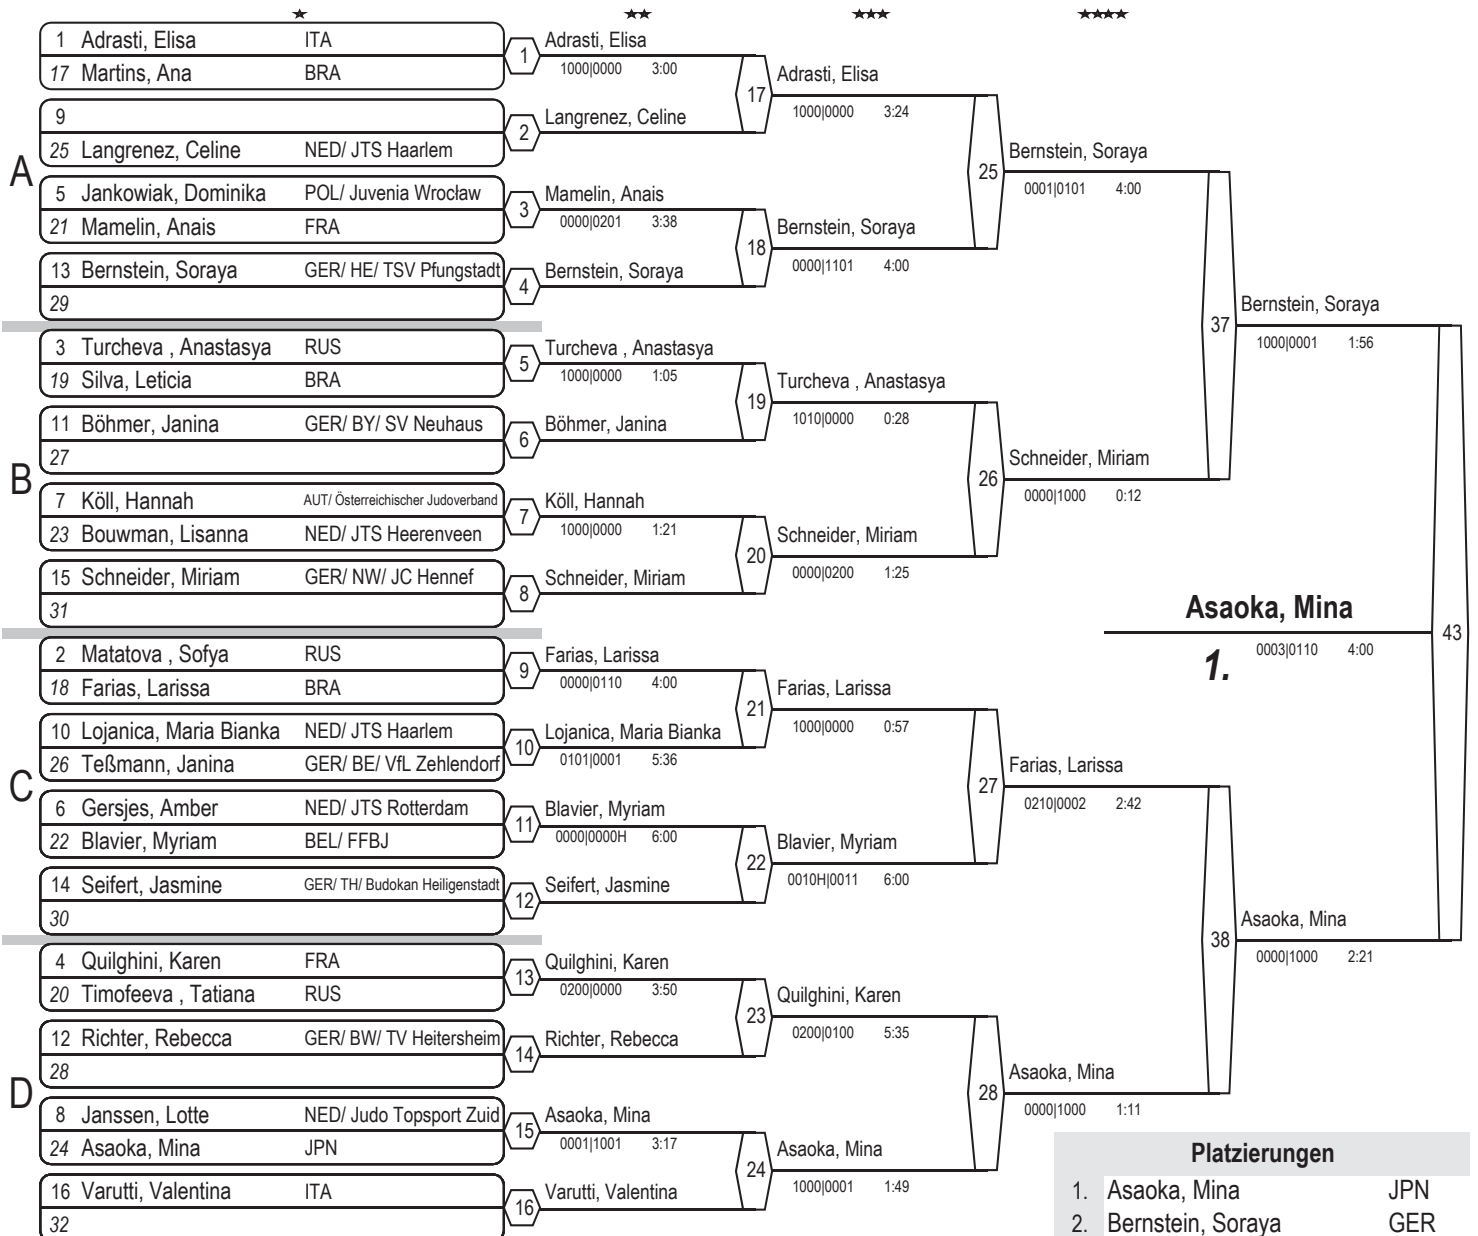 ★ ★★ ★★★ ★★★★
A
1 Adrasti, Elisa ITA
17 Martins, Ana BRA
9
25 Langrenez, Celine NED/ JTS Haarlem
5 Jankowiak, Dominika POL/ Juvenia Wrocław
21 Mamelin, Anais FRA
13 Bernstein, Soraya GER/ HE/ TSV Pfungstadt
29
B
3 Turcheva , Anastasya RUS
19 Silva, Leticia BRA
11 Böhmer, Janina GER/ BY/ SV Neuhaus
27
7 Köll, Hannah AUT/ Österreichischer Judoverband
23 Bouwman, Lisanna NED/ JTS Heerenveen
15 Schneider, Miriam GER/ NW/ JC Hennef
31
C
2 Matatova , Sofya RUS
18 Farias, Larissa BRA
10 Lojanica, Maria Bianka NED/ JTS Haarlem
26 Teßmann, Janina GER/ BE/ VfL Zehlendorf
6 Gersjes, Amber NED/ JTS Rotterdam
22 Blavier, Myriam BEL/ FFBJ
14 Seifert, Jasmine GER/ TH/ Budokan Heiligenstadt
30
D
4 Quilghini, Karen FRA
20 Timofeeva , Tatiana RUS
12 Richter, Rebecca GER/ BW/ TV Heitersheim
28
8 Janssen, Lotte NED/ Judo Topsport Zuid
24 Asaoka, Mina JPN
16 Varutti, Valentina ITA
32
1 Adrasti, Elisa
1000|0000 3:00
2 Langrenez, Celine
3 Mamelin, Anais
0000|0201 3:38
4 Bernstein, Soraya
5 Turcheva , Anastasya
1000|0000 1:05
6 Böhmer, Janina
7 Köll, Hannah
1000|0000 1:21
8 Schneider, Miriam
9 Farias, Larissa
0000|0110 4:00
10 Lojanica, Maria Bianka
0101|0001 5:36
11 Blavier, Myriam
0000|0000H 6:00
12 Seifert, Jasmine
13 Quilghini, Karen
0200|0000 3:50
14 Richter, Rebecca
15 Asaoka, Mina
0001|1001 3:17
16 Varutti, Valentina
17 Adrasti, Elisa
1000|0000 3:24
18 Bernstein, Soraya
0000|1101 4:00
19 Turcheva , Anastasya
1010|0000 0:28
20 Schneider, Miriam
0000|0200 1:25
21 Farias, Larissa
1000|0000 0:57
22 Blavier, Myriam
0010H|0011 6:00
23 Quilghini, Karen
0200|0100 5:35
24 Asaoka, Mina
1000|0001 1:49
25 Bernstein, Soraya
0001|0101 4:00
26 Schneider, Miriam
0000|1000 0:12
27 Farias, Larissa
0210|0002 2:42
28 Asaoka, Mina
0000|1000 1:11
37 Bernstein, Soraya
1000|0001 1:56
38 Asaoka, Mina
0000|1000 2:21
43
Asaoka, Mina
1. 0003|0110 4:00
Platzierungen
1. Asaoka, Mina JPN
2. Bernstein, Soraya GER